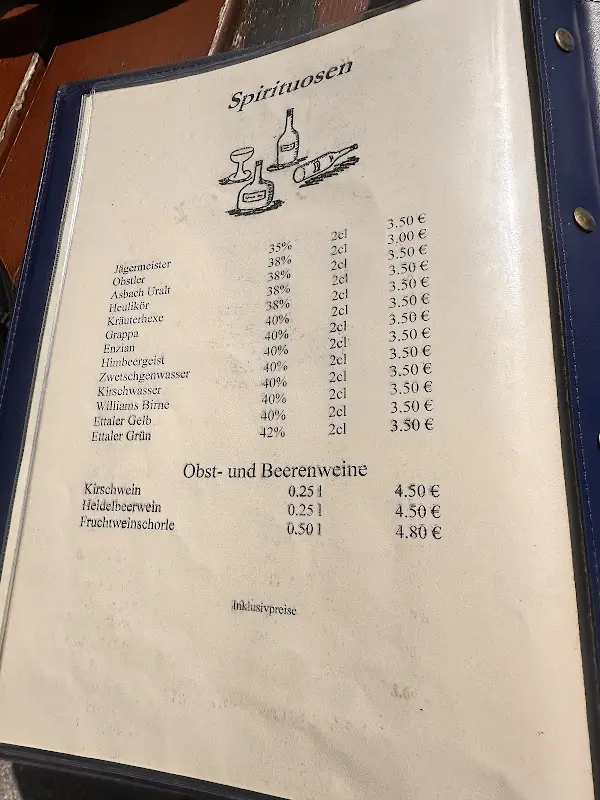 Spirituosen
Jägermeister 35% 2cl 3.50 €
Obstler 38% 2cl 3.00 €
Asbach Uralt 38% 2cl 3.50 €
Heulikör 38% 2cl 3.50 €
Kräuterhexe 38% 2cl 3.50 €
Grappa 40% 2cl 3.50 €
Enzian 40% 2cl 3.50 €
Himbeergeist 40% 2cl 3.50 €
Zwetschgenwasser 40% 2cl 3.50 €
Kirschwasser 40% 2cl 3.50 €
Williams Birne 40% 2cl 3.50 €
Ettaler Gelb 40% 2cl 3.50 €
Ettaler Grün 42% 2cl 3.50 €
Obst- und Beerenweine
Kirschwein 0.25 l 4.50 €
Heidelbeerwein 0.25 l 4.50 €
Fruchtweinschorle 0.50 l 4.80 €
Inklusivpreise